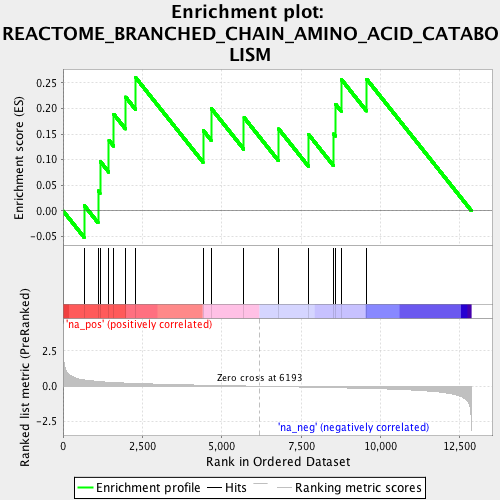 Enrichment plot:
REACTOME_BRANCHED_CHAIN_AMINO_ACID_CATABO
LISM
Enrichment score (ES)
0.25
0.20
0.15
0.10
0.05
0.00
-0.05
'na_pos' (positively correlated)
Ranked list metric (PreRanked)
2.5
0.0
-2.5
Zero cross at 6193
'na_neg' (negatively correlated)
0 2,500 5,000 7,500 10,000 12,500
Rank in Ordered Dataset
Enrichment profile Hits Ranking metric scores